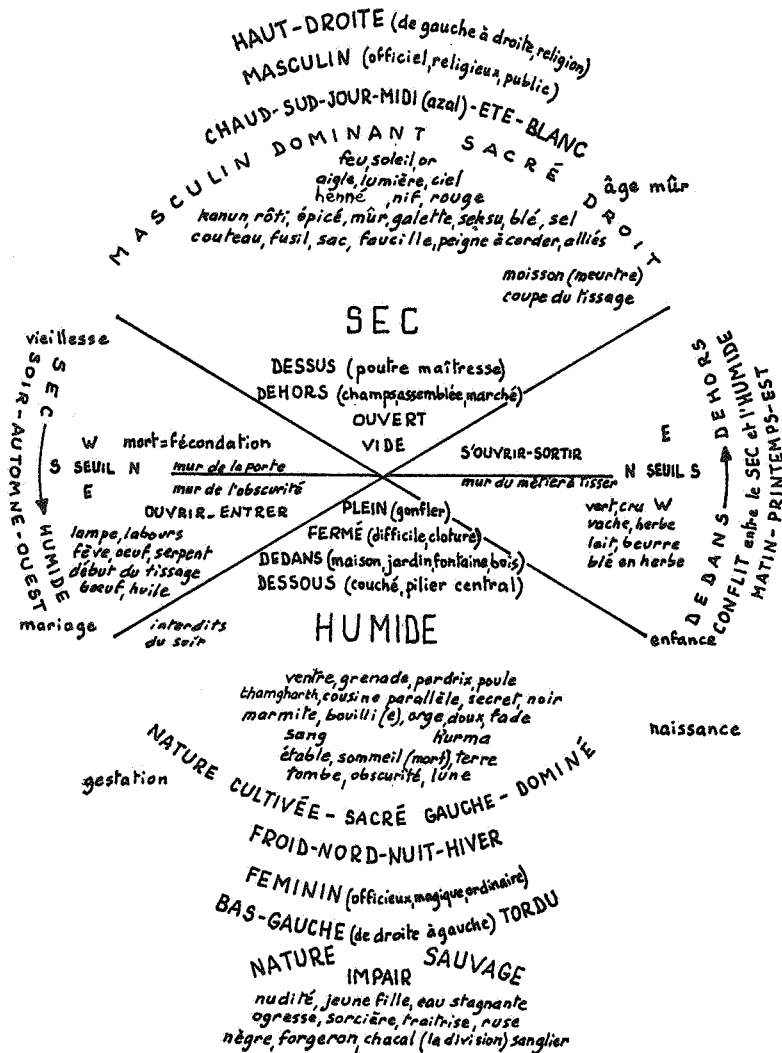 HAUT-DROITE (de gauche à droite, religion)
MASCULIN (officiel, religieux, public)
CHAUD-SUD-JOUR-MIDI (azal)-ETE-BLANC
MASCULIN DOMINANT SACRÉ DROIT
feu, soleil, or
aigle, lumière, ciel
henné, nif, rouge
âge mûr
kanun, rôti, épicé, mûr, galette, seksu, blé, sel
couteau, fusil, sac, faucille, peigne à carder, alliés
moisson (meurtre)
coupe du tissage
SEC
vieillesse
SEC → HUMIDE
SOIR-AUTOMNE-OUEST
DESSUS (poutre maîtresse)
DEHORS (champs, assemblée, marché)
OUVERT
VIDE
W mort=fécondation
S SEUIL N mur de la porte
E mur de l'obscurité
OUVRIR-ENTRER
lampe, labours
fève, oeuf, serpent
début du tissage
bœuf, huile
mariage
interdits
du soir
S'OUVRIR-SORTIR
mur du métier à tisser
E
N SEUIL S
W
vert, cru
vache, herbe
lait, beurre
blé en herbe
DEDANS → DEHORS
CONFLIT entre le SEC et l'HUMIDE
MATIN-PRINTEMPS-EST
PLEIN (gonfler)
FERMÉ (difficile, cloture)
DEDANS (maison, jardin, fontaine, bois)
DESSOUS (couché, pilier central)
HUMIDE
enfance
ventre, grenade, perdrix, poule
thamgharth, cousine parallèle, secret, noir
marmite, bouilli (e), orge, doux, fade
sang hurma
étable, sommeil (mort), terre
tombe, obscurité, lune
naissance
gestation
NATURE CULTIVÉE-SACRÉ GAUCHE-DOMINÉ
FROID-NORD-NUIT-HIVER
FEMININ (officieux, magique, ordinaire)
BAS-GAUCHE (de droite à gauche) TORDU
NATURE SAUVAGE
IMPAIR
nudité, jeune fille, eau stagnante
ogresse, sorcière, traitrise, ruse
nègre, forgeron, chacal (la division) sanglier